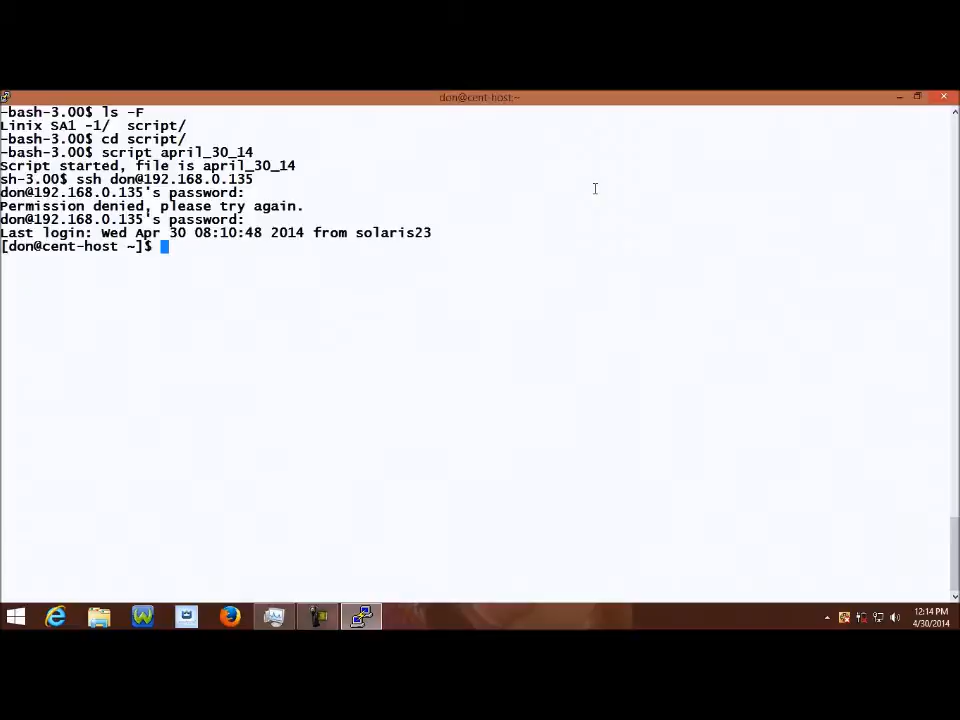 don@cent-host:~
-bash-3.00$ ls -F
Linix SA1 -1/  script/
-bash-3.00$ cd script/
-bash-3.00$ script april_30_14
Script started, file is april_30_14
sh-3.00$ ssh don@192.168.0.135
don@192.168.0.135's password:
Permission denied, please try again.
don@192.168.0.135's password:
Last login: Wed Apr 30 08:10:48 2014 from solaris23
[don@cent-host ~]$
12:14 PM
4/30/2014